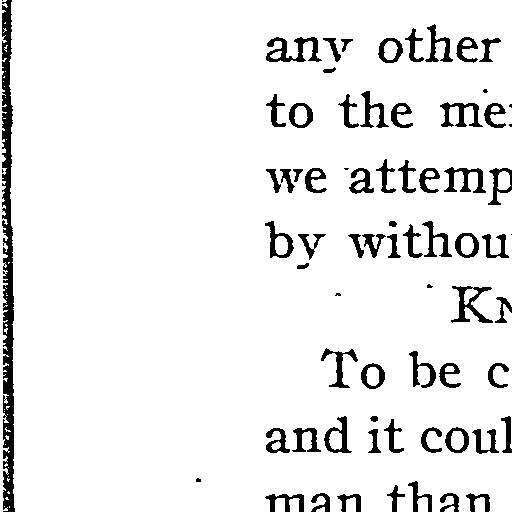 any other
to the me
we attemp
by withou
Kn
To be c
and it coul
man than